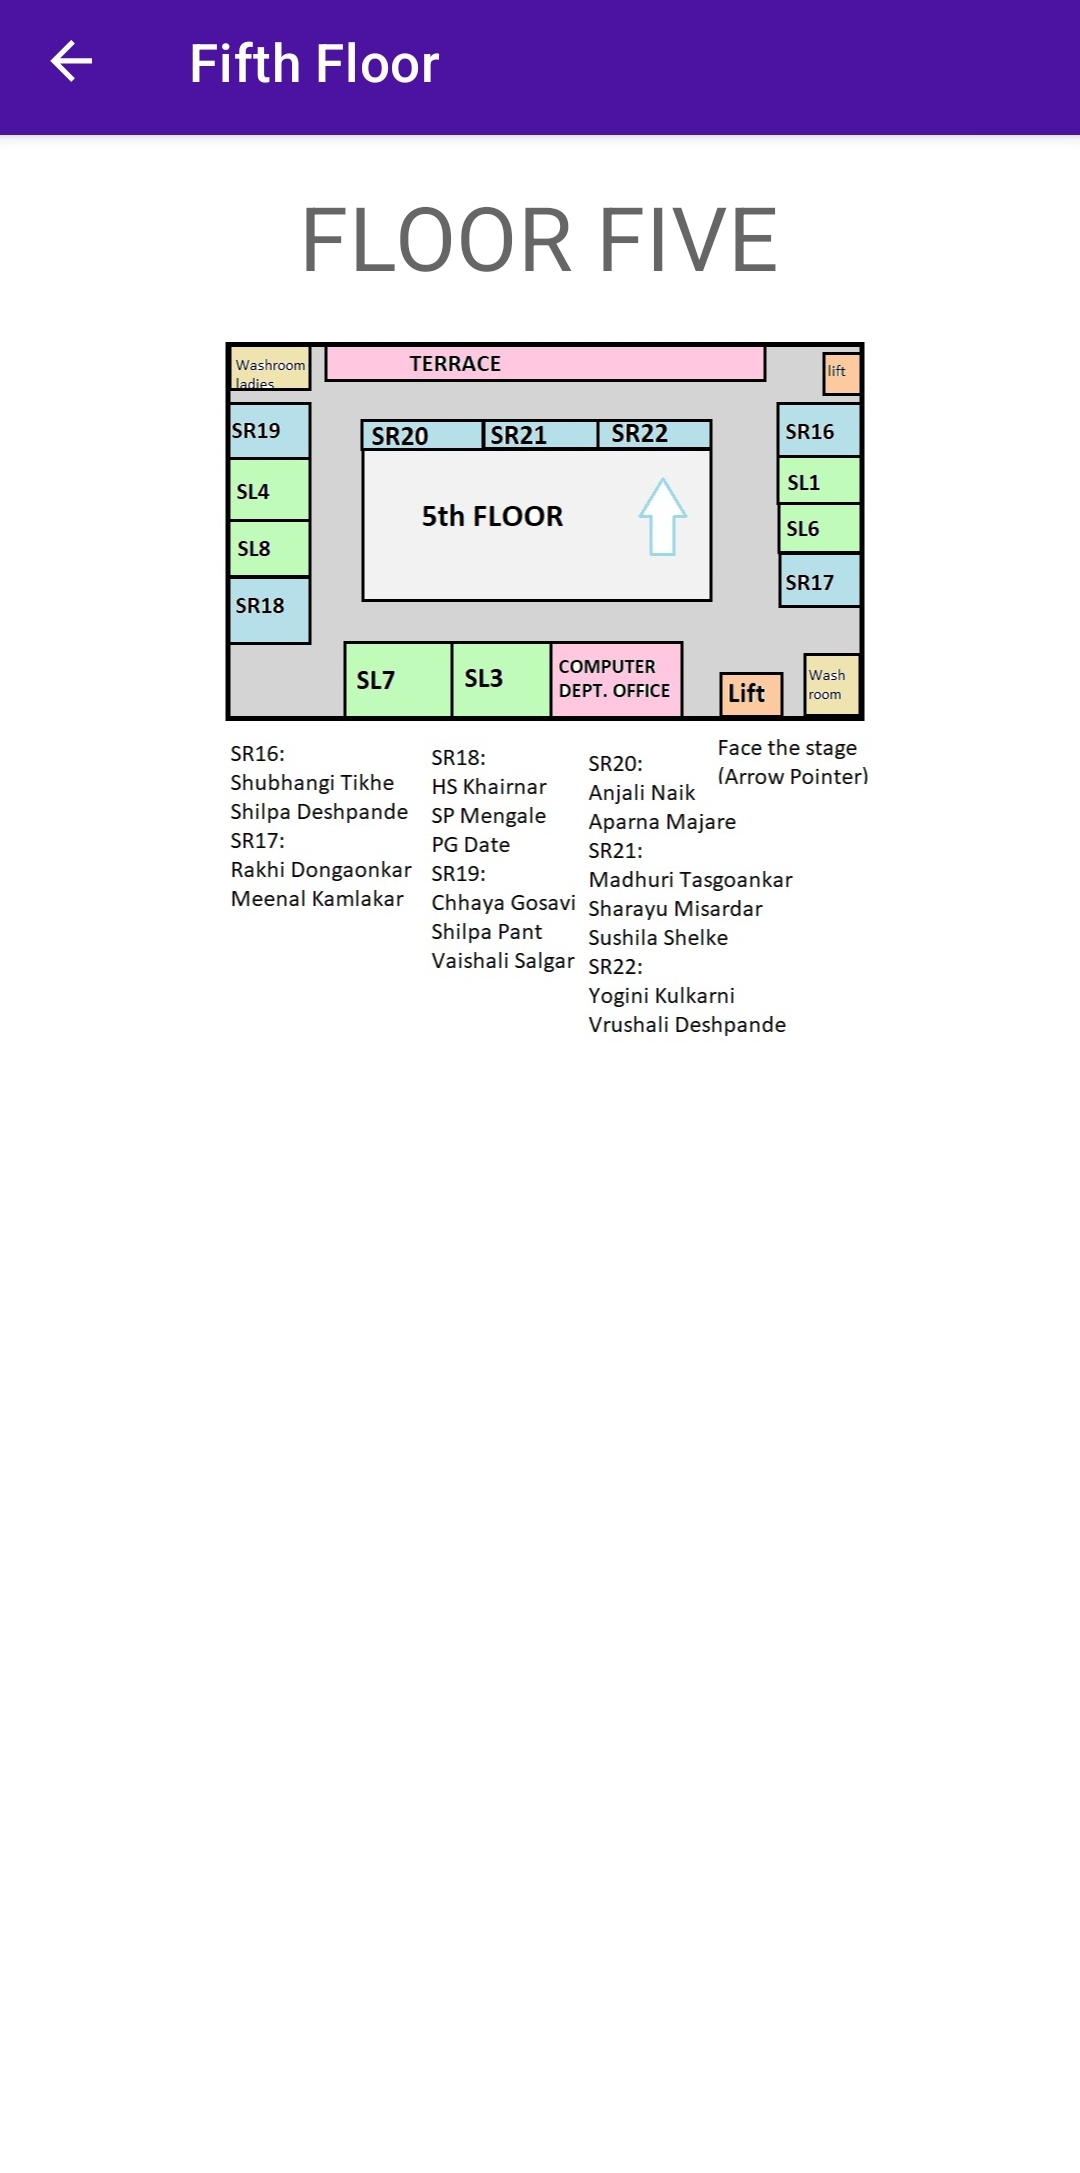 Fifth Floor
FLOOR FIVE
Washroom
ladies
TERRACE
lift
SR19
SR20
SR21
SR22
SR16
SL4
5th FLOOR
SL1
SL8
SL6
SR18
SR17
SL7
SL3
COMPUTER
DEPT. OFFICE
Lift
Wash
room
SR16:
Shubhangi Tikhe
Shilpa Deshpande
SR17:
Rakhi Dongaonkar
Meenal Kamlakar
SR18:
HS Khairnar
SP Mengale
PG Date
SR19:
Chhaya Gosavi
Shilpa Pant
Vaishali Salgar
SR20:
Anjali Naik
Aparna Majare
SR21:
Madhuri Tasgoankar
Sharayu Misardar
Sushila Shelke
SR22:
Yogini Kulkarni
Vrushali Deshpande
Face the stage
(Arrow Pointer)